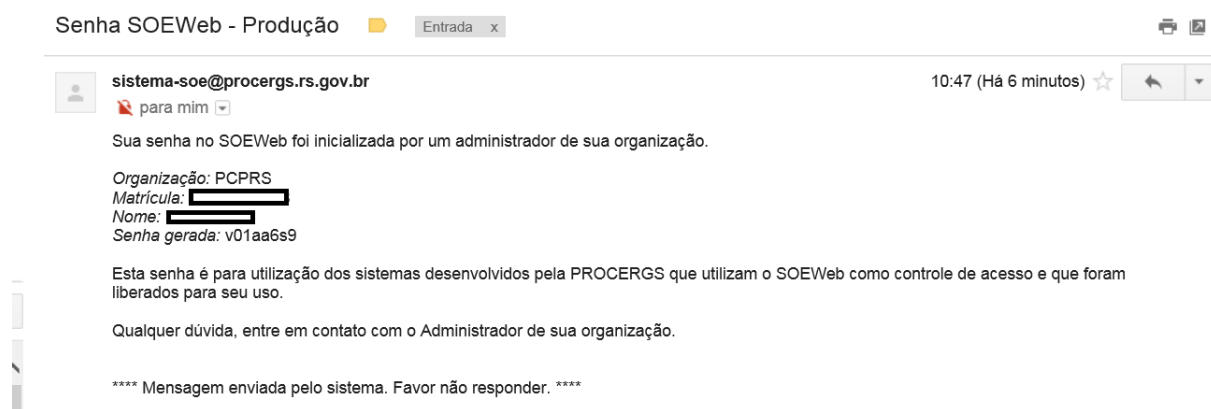 Senha SOEWeb - Produção Entrada x
sistema-soe@procergs.rs.gov.br 10:47 (Há 6 minutos)
para mim
Sua senha no SOEWeb foi inicializada por um administrador de sua organização.
Organização: PCPRS
Matrícula:
Nome:
Senha gerada: v01aa6s9
Esta senha é para utilização dos sistemas desenvolvidos pela PROCERGS que utilizam o SOEWeb como controle de acesso e que foram
liberados para seu uso.
Qualquer dúvida, entre em contato com o Administrador de sua organização.
**** Mensagem enviada pelo sistema. Favor não responder. ****